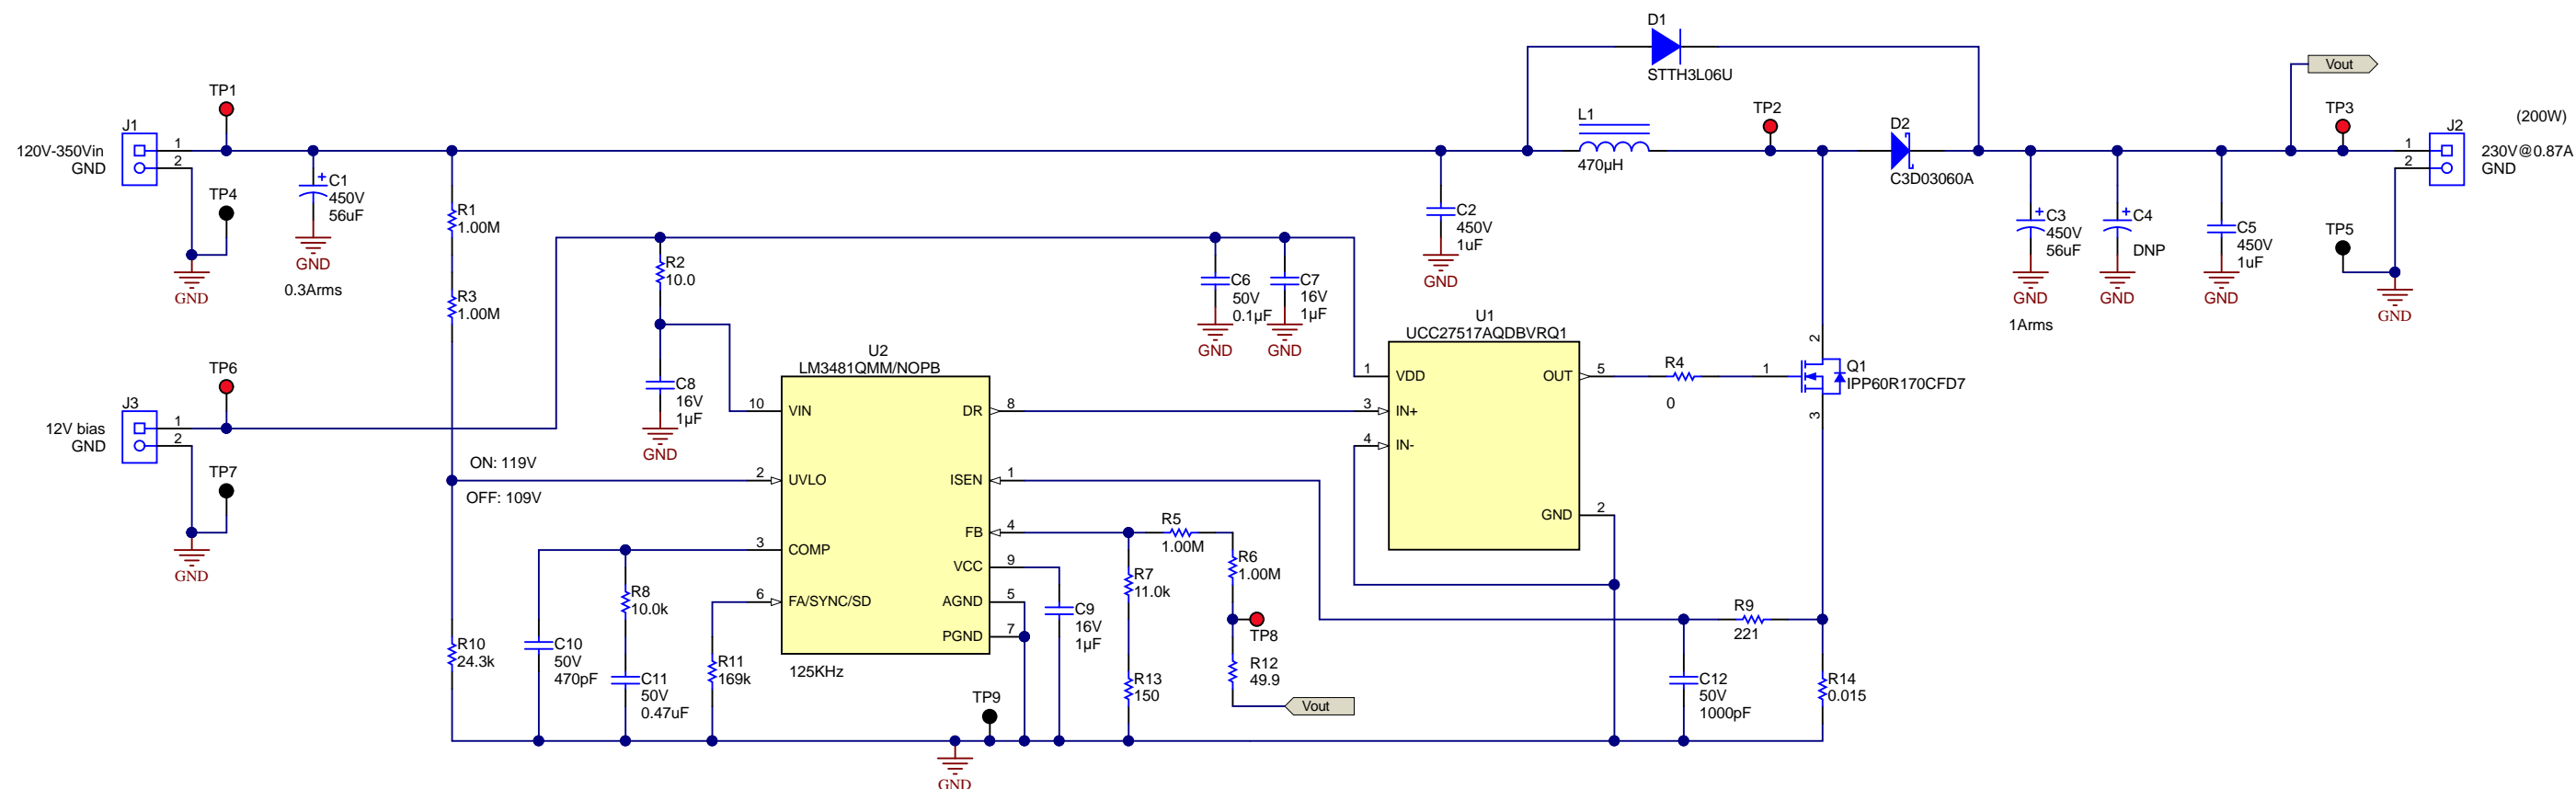 D1
STTH3L06U
Vout
TP1
TP2
TP3
(200W)
J1
L1
D2
J2
120V-350Vin
1
1
230V@0.87A
GND
2
2
GND
470µH
C3D03060A
+
C1
450V
56uF
GND
0.3Arms
TP4
GND
R1
1.00M
R3
1.00M
C2
450V
1uF
GND
+
C3
450V
56uF
GND
1Arms
+
C4
DNP
GND
C5
450V
1uF
GND
TP5
GND
R2
10.0
C6
50V
0.1µF
GND
C7
16V
1µF
GND
C8
16V
1µF
GND
TP6
J3
12V bias
1
GND
2
TP7
GND
ON: 119V
OFF: 109V
U2
LM3481QMM/NOPB
10
VIN
DR
8
2
UVLO
ISEN
1
FB
4
3
COMP
VCC
9
6
FA/SYNC/SD
AGND
5
PGND
7
125KHz
U1
UCC27517AQDBVRQ1
1
VDD
OUT
5
3
IN+
4
IN-
GND
2
R4
0
1
2
Q1
IPP60R170CFD7
3
R5
1.00M
R6
1.00M
R7
11.0k
C9
16V
1µF
TP8
R12
49.9
Vout
R13
150
R8
10.0k
C10
50V
470pF
C11
50V
0.47uF
R10
24.3k
R11
169k
TP9
GND
R9
221
C12
50V
1000pF
R14
0.015